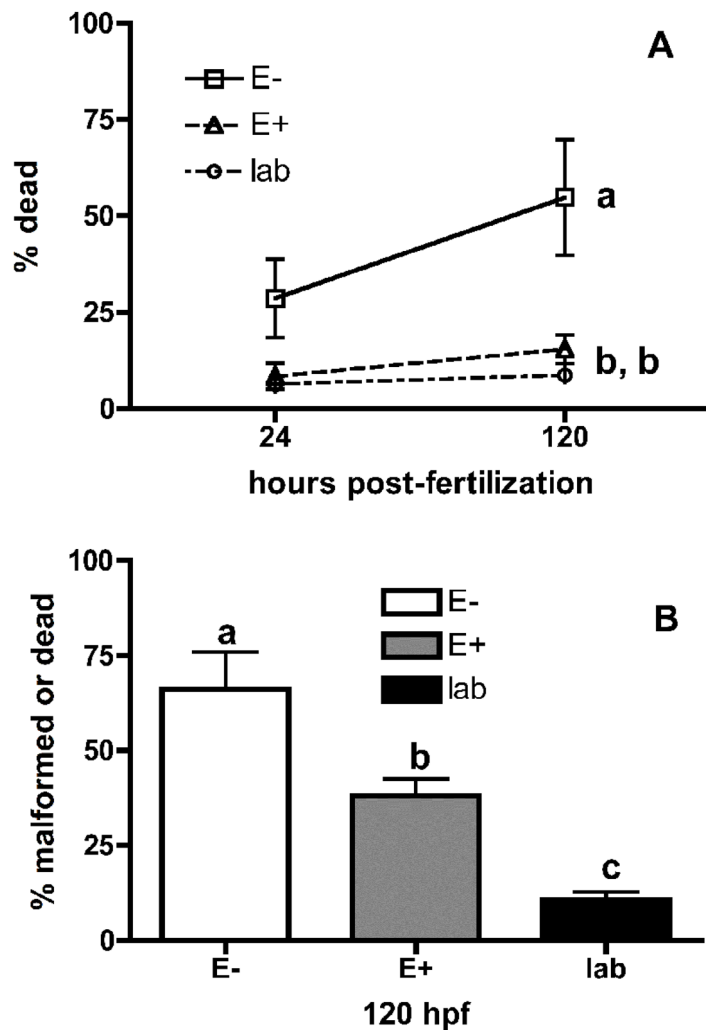 100
A
E-
E+
lab
75
50
25
0
% dead
a
b, b
24
120
hours post-fertilization
100
B
E-
E+
lab
75
50
25
0
% malformed or dead
a
b
c
E-
E+
lab
120 hpf